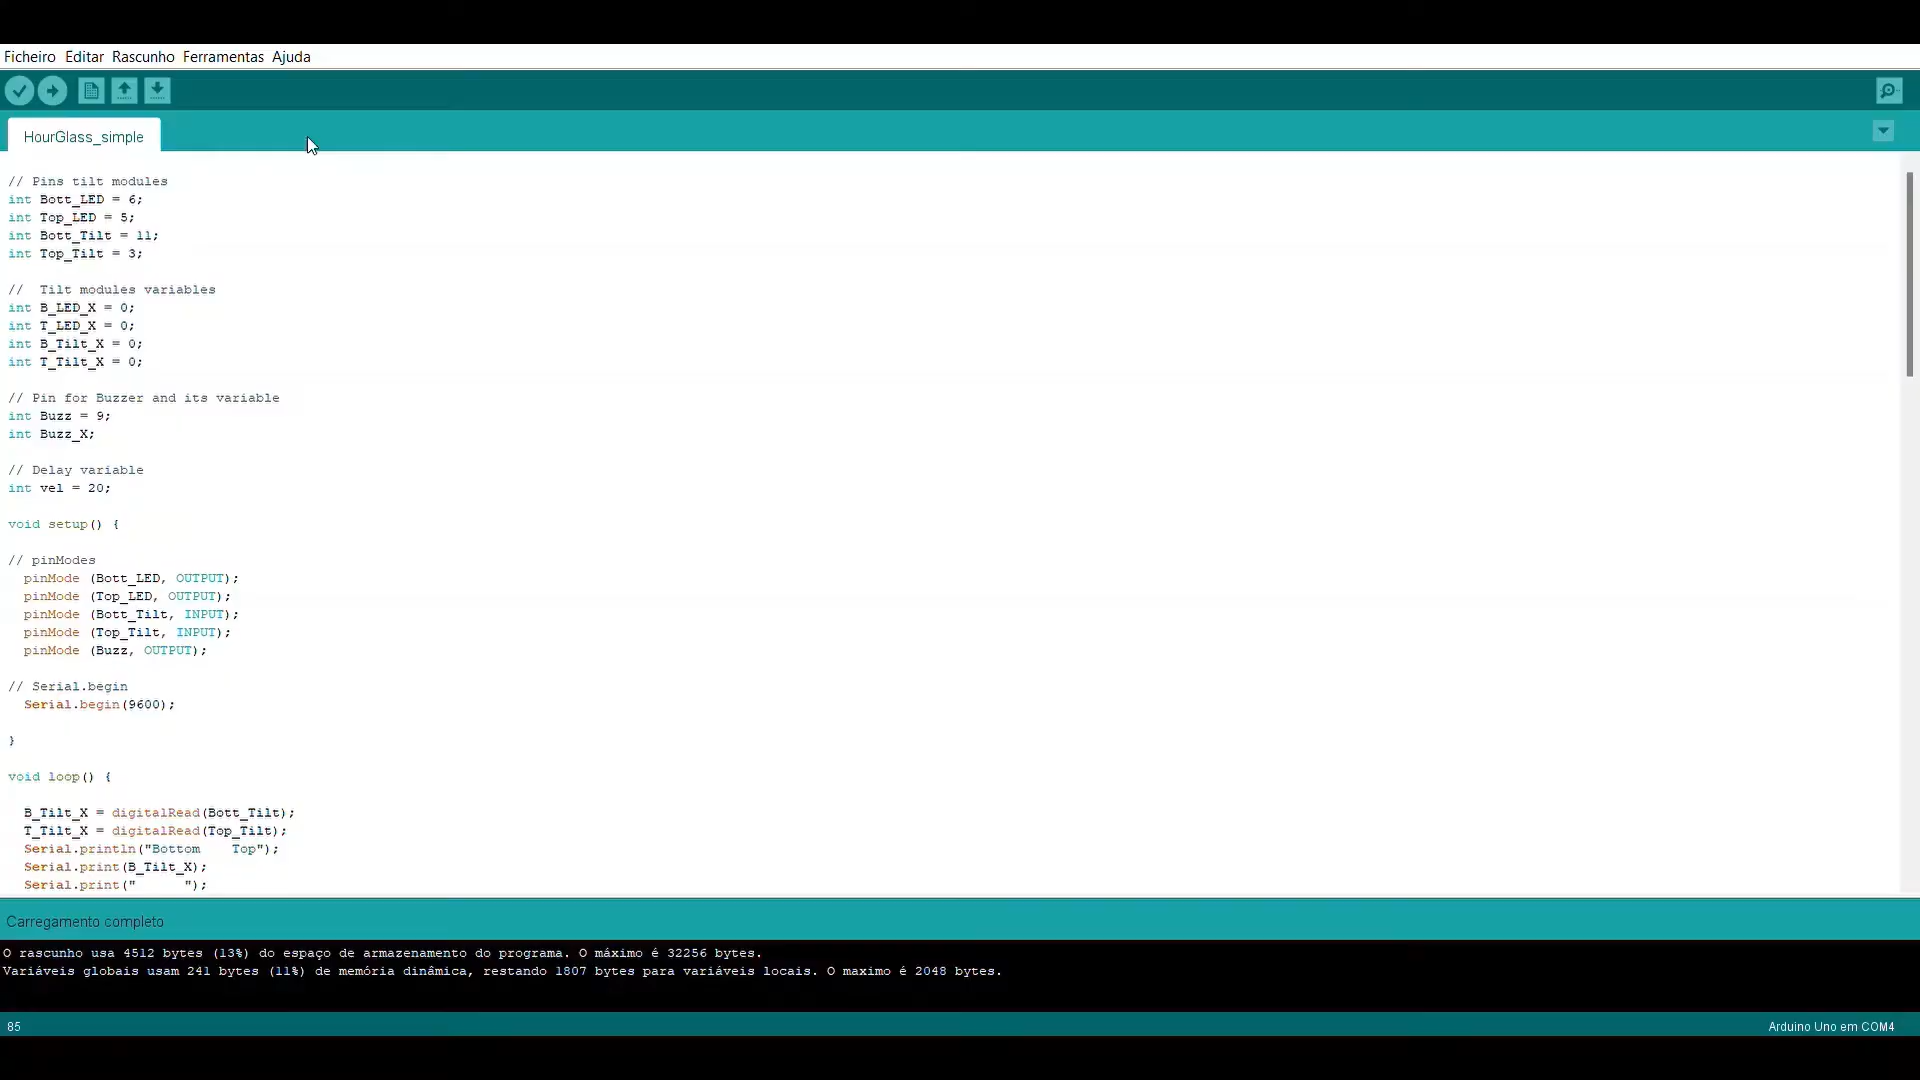 Ficheiro Editar Rascunho Ferramentas Ajuda
HourGlass_simple
// Pins tilt modules
int Bott_LED = 6;
int Top_LED = 5;
int Bott_Tilt = 11;
int Top_Tilt = 3;
//  Tilt modules variables
int B_LED_X = 0;
int T_LED_X = 0;
int B_Tilt_X = 0;
int T_Tilt_X = 0;
// Pin for Buzzer and its variable
int Buzz = 9;
int Buzz_X;
// Delay variable
int vel = 20;
void setup() {
// pinModes
  pinMode (Bott_LED, OUTPUT);
  pinMode (Top_LED, OUTPUT);
  pinMode (Bott_Tilt, INPUT);
  pinMode (Top_Tilt, INPUT);
  pinMode (Buzz, OUTPUT);
// Serial.begin
  Serial.begin(9600);
}
void loop() {
  B_Tilt_X = digitalRead(Bott_Tilt);
  T_Tilt_X = digitalRead(Top_Tilt);
  Serial.println("Bottom    Top");
  Serial.print(B_Tilt_X);
  Serial.print("      ");
Carregamento completo
O rascunho usa 4512 bytes (13%) do espaço de armazenamento do programa. O máximo é 32256 bytes.
Variáveis globais usam 241 bytes (11%) de memória dinâmica, restando 1807 bytes para variáveis locais. O maximo é 2048 bytes.
85
Arduino Uno em COM4